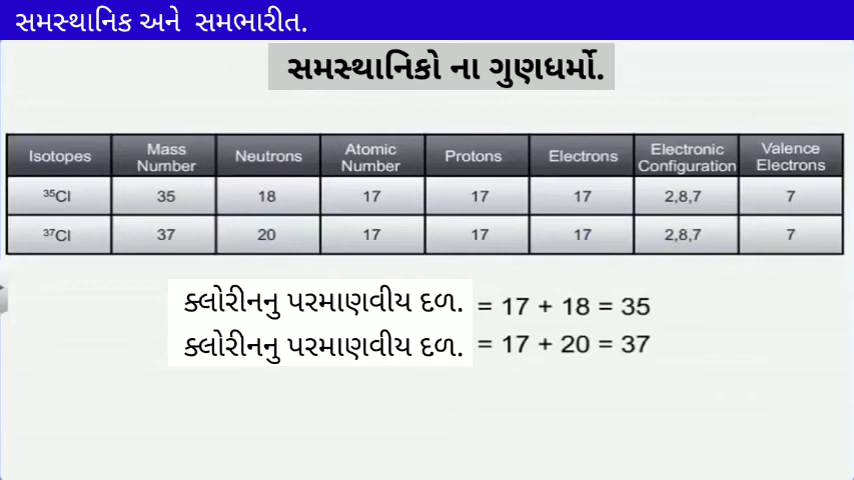 સમસ્થાનિક અને સમભારીત.
સમસ્થાનિકો ના ગુણધર્મો.
Isotopes Mass Number Neutrons Atomic Number Protons Electrons Electronic Configuration Valence Electrons
³⁵Cl 35 18 17 17 17 2,8,7 7
³⁷Cl 37 20 17 17 17 2,8,7 7
ક્લોરીનનુ પરમાણવીય દળ. = 17 + 18 = 35
ક્લોરીનનુ પરમાણવીય દળ. = 17 + 20 = 37